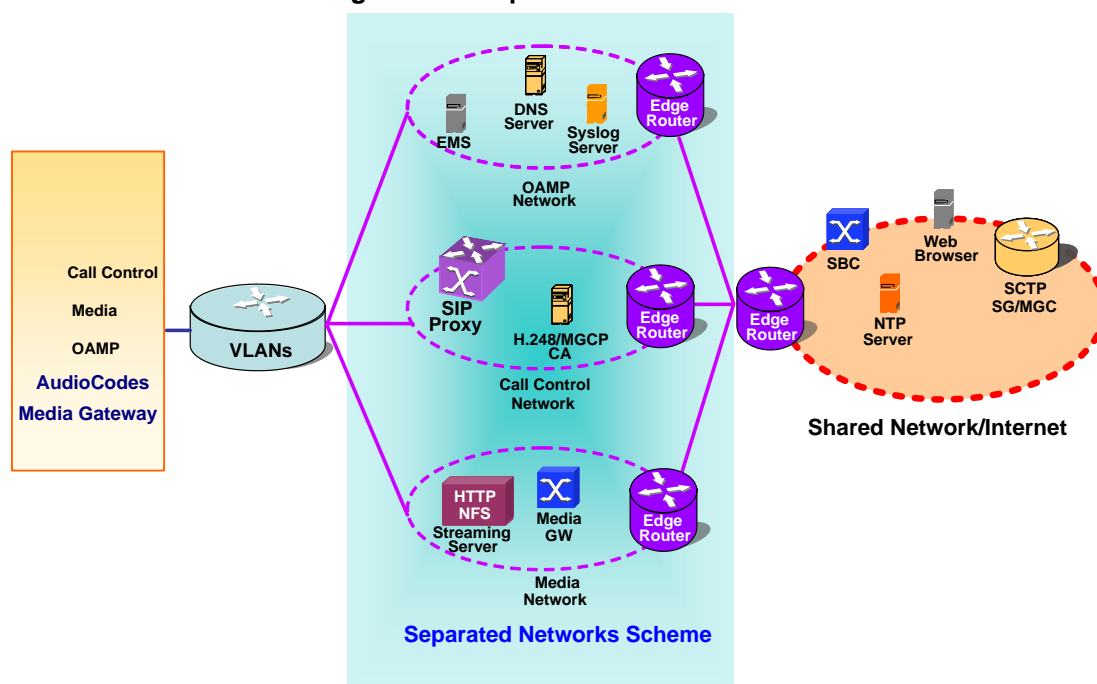 Call Control
Media
OAMP
AudioCodes
Media Gateway
VLANs
EMS
DNS
Server
Syslog
Server
Edge
Router
OAMP
Network
SIP
Proxy
H.248/MGCP
CA
Edge
Router
Call Control
Network
HTTP
NFS
Streaming
Server
Media
GW
Edge
Router
Media
Network
Separated Networks Scheme
Edge
Router
SBC
Web
Browser
NTP
Server
SCTP
SG/MGC
Shared Network/Internet